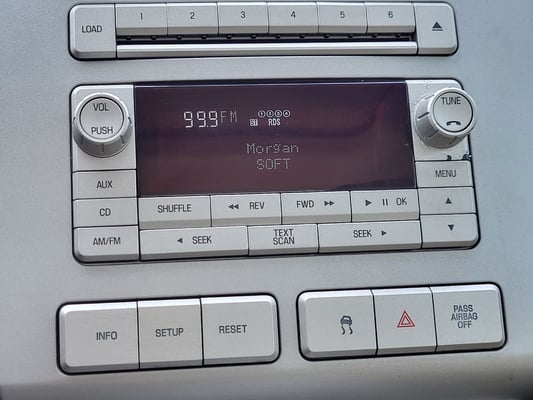 LOAD 1 2 3 4 5 6
VOL
PUSH
99.9FM
RDS
TUNE
Morgan
SOFT
AUX
MENU
CD
SHUFFLE REV FWD OK
AM/FM
SEEK
TEXT
SCAN
SEEK
INFO SETUP RESET
PASS
AIRBAG
OFF